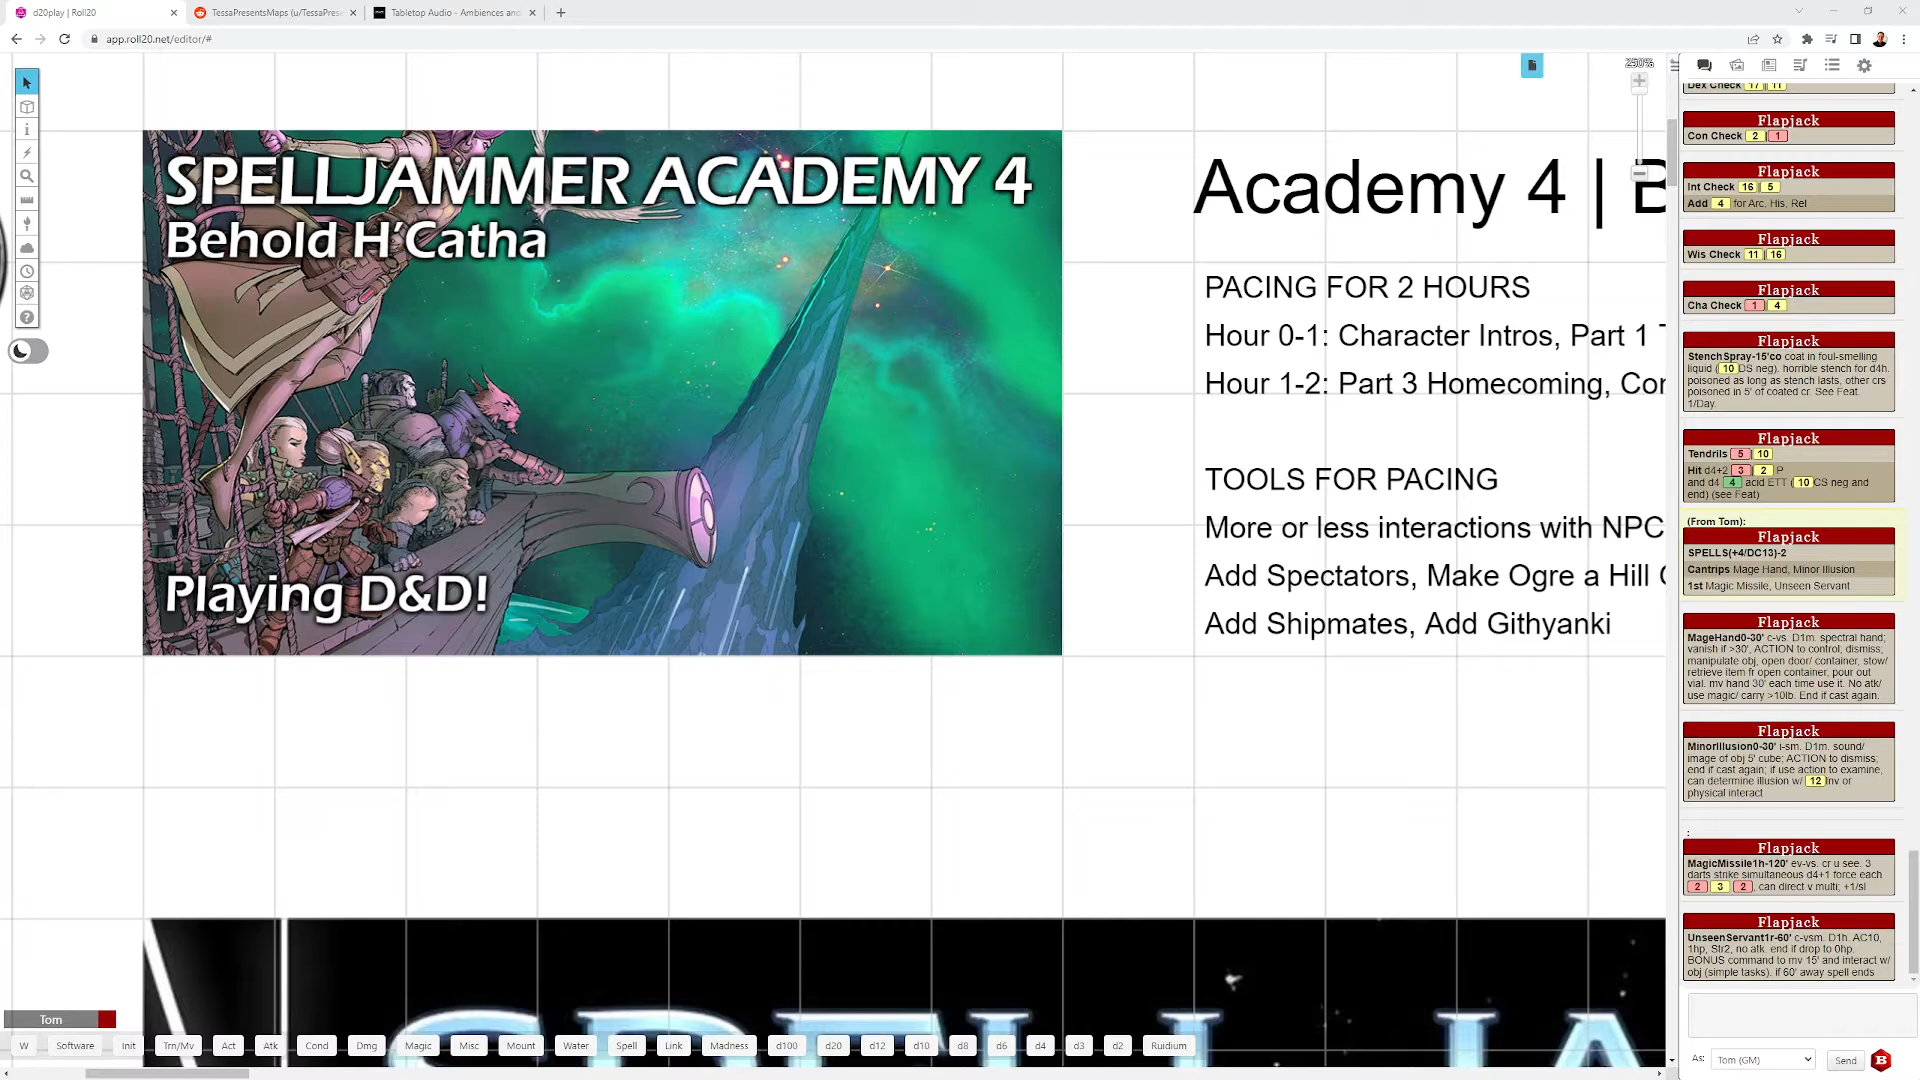 d20play | Roll20
TessaPresentsMaps (u/TessaPrese
Tabletop Audio - Ambiences and
app.roll20.net/editor/#
250%
SPELLJAMMER ACADEMY 4
Behold H'Catha
Playing D&D!
Academy 4 | B
PACING FOR 2 HOURS
Hour 0-1: Character Intros, Part 1
Hour 1-2: Part 3 Homecoming, Con
TOOLS FOR PACING
More or less interactions with NPC
Add Spectators, Make Ogre a Hill
Add Shipmates, Add Githyanki
SPELLJA
Dex Check 17 11
Flapjack
Con Check 2 1
Flapjack
Int Check 16 5
Add 4 for Arc, His, Rel
Flapjack
Wis Check 11 16
Flapjack
Cha Check 1 4
Flapjack
StenchSpray-15'co coat in foul-smelling
liquid (10 DS neg). horrible stench for d4h.
poisoned as long as stench lasts, other crs
poisoned in 5' of coated cr. See Feat.
1/Day.
Flapjack
Tendrils 5 10
Hit d4+2 3 2 P
and d4 4 acid ETT (10 CS neg and
end) (see Feat)
(From Tom):
Flapjack
SPELLS(+4/DC13)-2
Cantrips Mage Hand, Minor Illusion
1st Magic Missile, Unseen Servant
Flapjack
MageHand0-30' c-vs. D1m. spectral hand;
vanish if >30', ACTION to control; dismiss;
manipulate obj, open door/ container, stow/
retrieve item fr open container, pour out
vial. mv hand 30' each time use it. No atk/
use magic/ carry >10lb. End if cast again.
Flapjack
MinorIllusion0-30' i-sm. D1m. sound/
image of obj 5' cube; ACTION to dismiss;
end if cast again; if use action to examine,
can determine illusion w/ 12 Inv or
physical interact
:
Flapjack
MagicMissile1h-120' ev-vs. cr u see. 3
darts strike simultaneous d4+1 force each
2 3 2, can direct v multi; +1/sl
Flapjack
UnseenServant1r-60' c-vsm. D1h. AC10,
1hp, Str2, no atk. end if drop to 0hp.
BONUS command to mv 15' and interact w/
obj (simple tasks). if 60' away spell ends
Tom
W Software Init Trn/Mv Act Atk Cond Dmg Magic Misc Mount Water Spell Link Madness d100 d20 d12 d10 d8 d6 d4 d3 d2 Ruidium
As: Tom (GM) Send